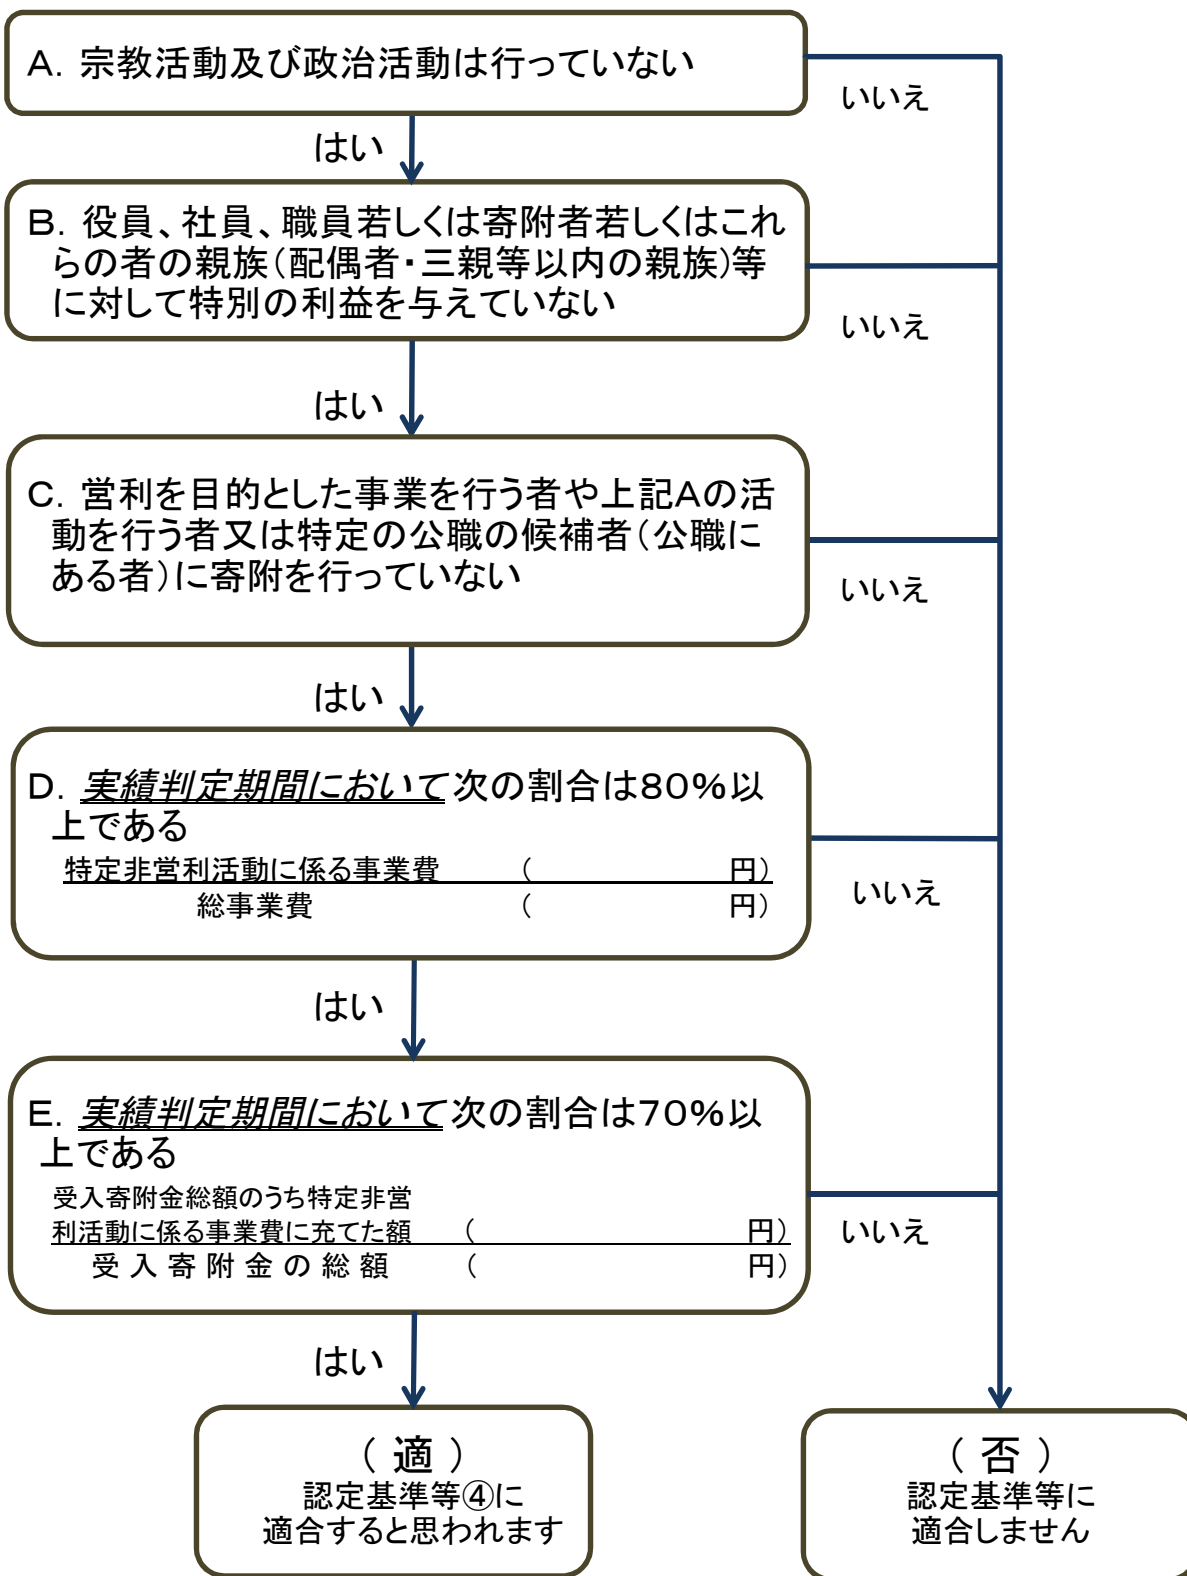 A. 宗教活動及び政治活動は行っていない
いいえ
はい
B. 役員、社員、職員若しくは寄附者若しくはこれ
らの者の親族(配偶者・三親等以内の親族)等
に対して特別の利益を与えていない
いいえ
はい
C. 営利を目的とした事業を行う者や上記Aの活
動を行う者又は特定の公職の候補者(公職に
ある者)に寄附を行っていない
いいえ
はい
D. 実績判定期間において次の割合は80%以
上である
特定非営利活動に係る事業費 ( 円)
総事業費 ( 円)
いいえ
はい
E. 実績判定期間において次の割合は70%以
上である
受入寄附金総額のうち特定非営
利活動に係る事業費に充てた額 ( 円)
受入寄附金の総額 ( 円)
いいえ
はい
(適)
認定基準等④に
適合すると思われます
(否)
認定基準等に
適合しません